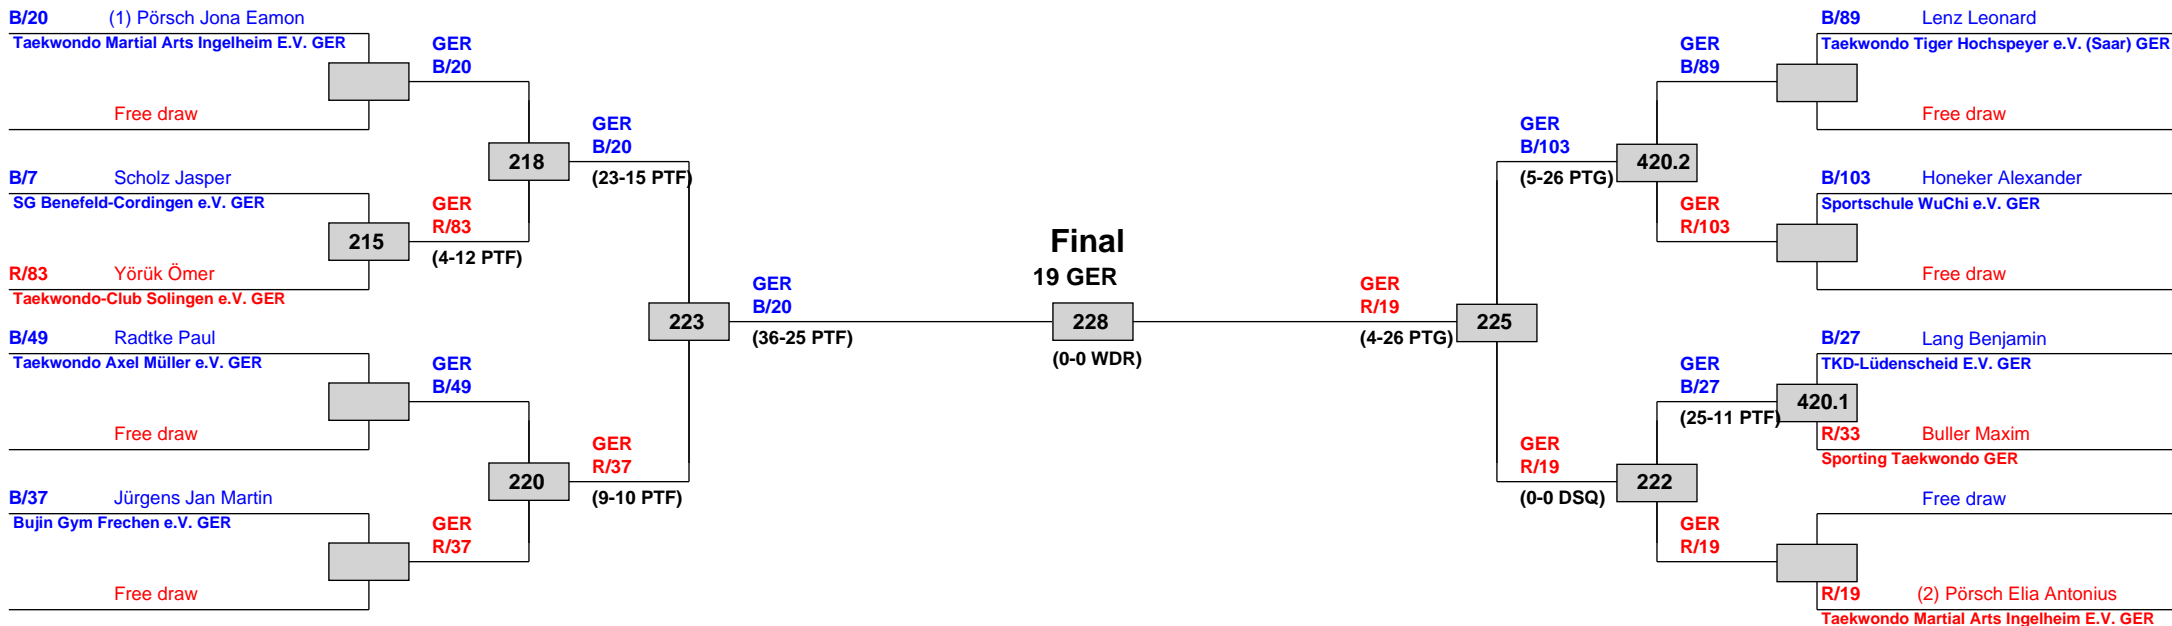 B/20 (1) Pörsch Jona Eamon
Taekwondo Martial Arts Ingelheim E.V. GER
Free draw
B/7 Scholz Jasper
SG Benefeld-Cordingen e.V. GER
R/83 Yörük Ömer
Taekwondo-Club Solingen e.V. GER
B/49 Radtke Paul
Taekwondo Axel Müller e.V. GER
Free draw
B/37 Jürgens Jan Martin
Bujin Gym Frechen e.V. GER
Free draw
GER
B/20
215
GER
R/83
(4-12 PTF)
GER
B/49
GER
R/37
218
GER
B/20
(23-15 PTF)
220
GER
R/37
(9-10 PTF)
223
GER
B/20
(36-25 PTF)
Final
19 GER
228
(0-0 WDR)
GER
R/19
(4-26 PTG)
225
GER
B/103
(5-26 PTG)
420.2
GER
R/19
(0-0 DSQ)
222
GER
B/89
GER
R/103
GER
B/27
(25-11 PTF)
420.1
GER
R/19
B/89 Lenz Leonard
Taekwondo Tiger Hochspeyer e.V. (Saar) GER
Free draw
B/103 Honeker Alexander
Sportschule WuChi e.V. GER
Free draw
B/27 Lang Benjamin
TKD-Lüdenscheid E.V. GER
R/33 Buller Maxim
Sporting Taekwondo GER
Free draw
R/19 (2) Pörsch Elia Antonius
Taekwondo Martial Arts Ingelheim E.V. GER